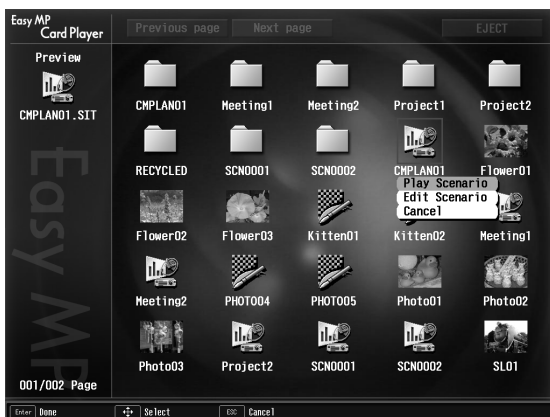 Easy MP
Card Player
Previous page
Next page
EJECT
Preview
CMPLAN01.SIT
Easy MP
001/002 Page
CMPLAN01
Meeting1
Meeting2
Project1
Project2
RECYCLED
SCN0001
SCN0002
CMPLAN01
Flower01
Play Scenario
Edit Scenario
Cancel
Flower02
Flower03
Kitten01
Kitten02
Meeting1
Meeting2
PHOTO04
PHOTO05
Photo01
Photo02
Photo03
Project2
SCN0001
SCN0002
SL01
Enter Done
Select
ESC Cancel